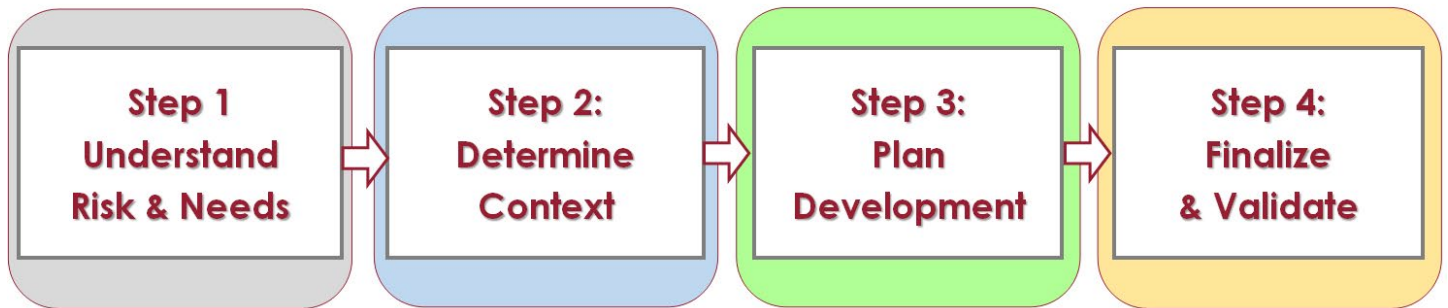 Step 1
Understand
Risk & Needs
Step 2:
Determine
Context
Step 3:
Plan
Development
Step 4:
Finalize
& Validate